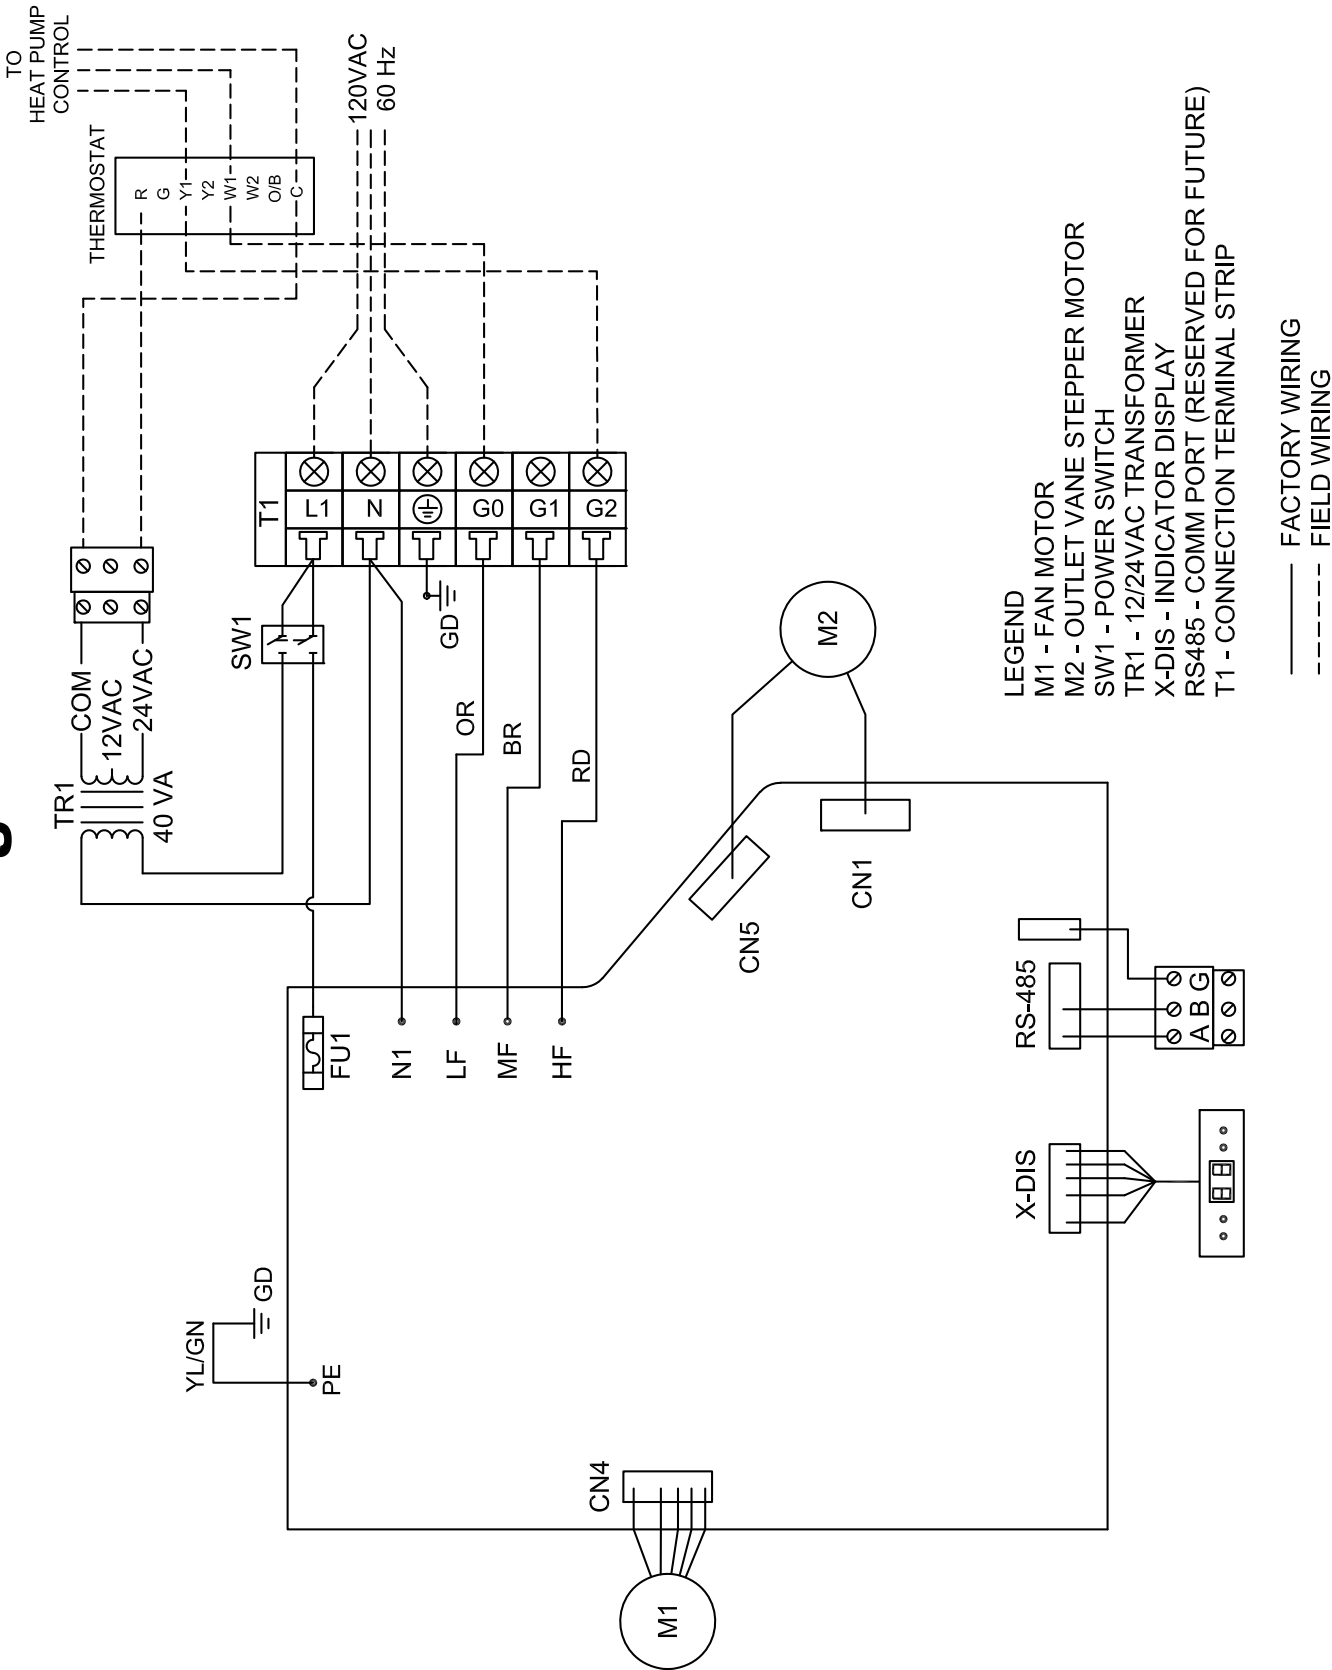 TO
HEAT PUMP
CONTROL
THERMOSTAT
R
G
Y1
Y2
W1
W2
O/B
C
120VAC
60 Hz
T1
L1
N
G0
G1
G2
COM
12VAC
24VAC
TR1
40 VA
SW1
GD
OR
BR
RD
M2
FU1
N1
LF
MF
HF
CN5
CN1
RS-485
A B G
X-DIS
YL/GN
GD
PE
CN4
M1
LEGEND
M1 - FAN MOTOR
M2 - OUTLET VANE STEPPER MOTOR
SW1 - POWER SWITCH
TR1 - 12/24VAC TRANSFORMER
X-DIS - INDICATOR DISPLAY
RS485 - COMM PORT (RESERVED FOR FUTURE)
T1 - CONNECTION TERMINAL STRIP
FACTORY WIRING
FIELD WIRING